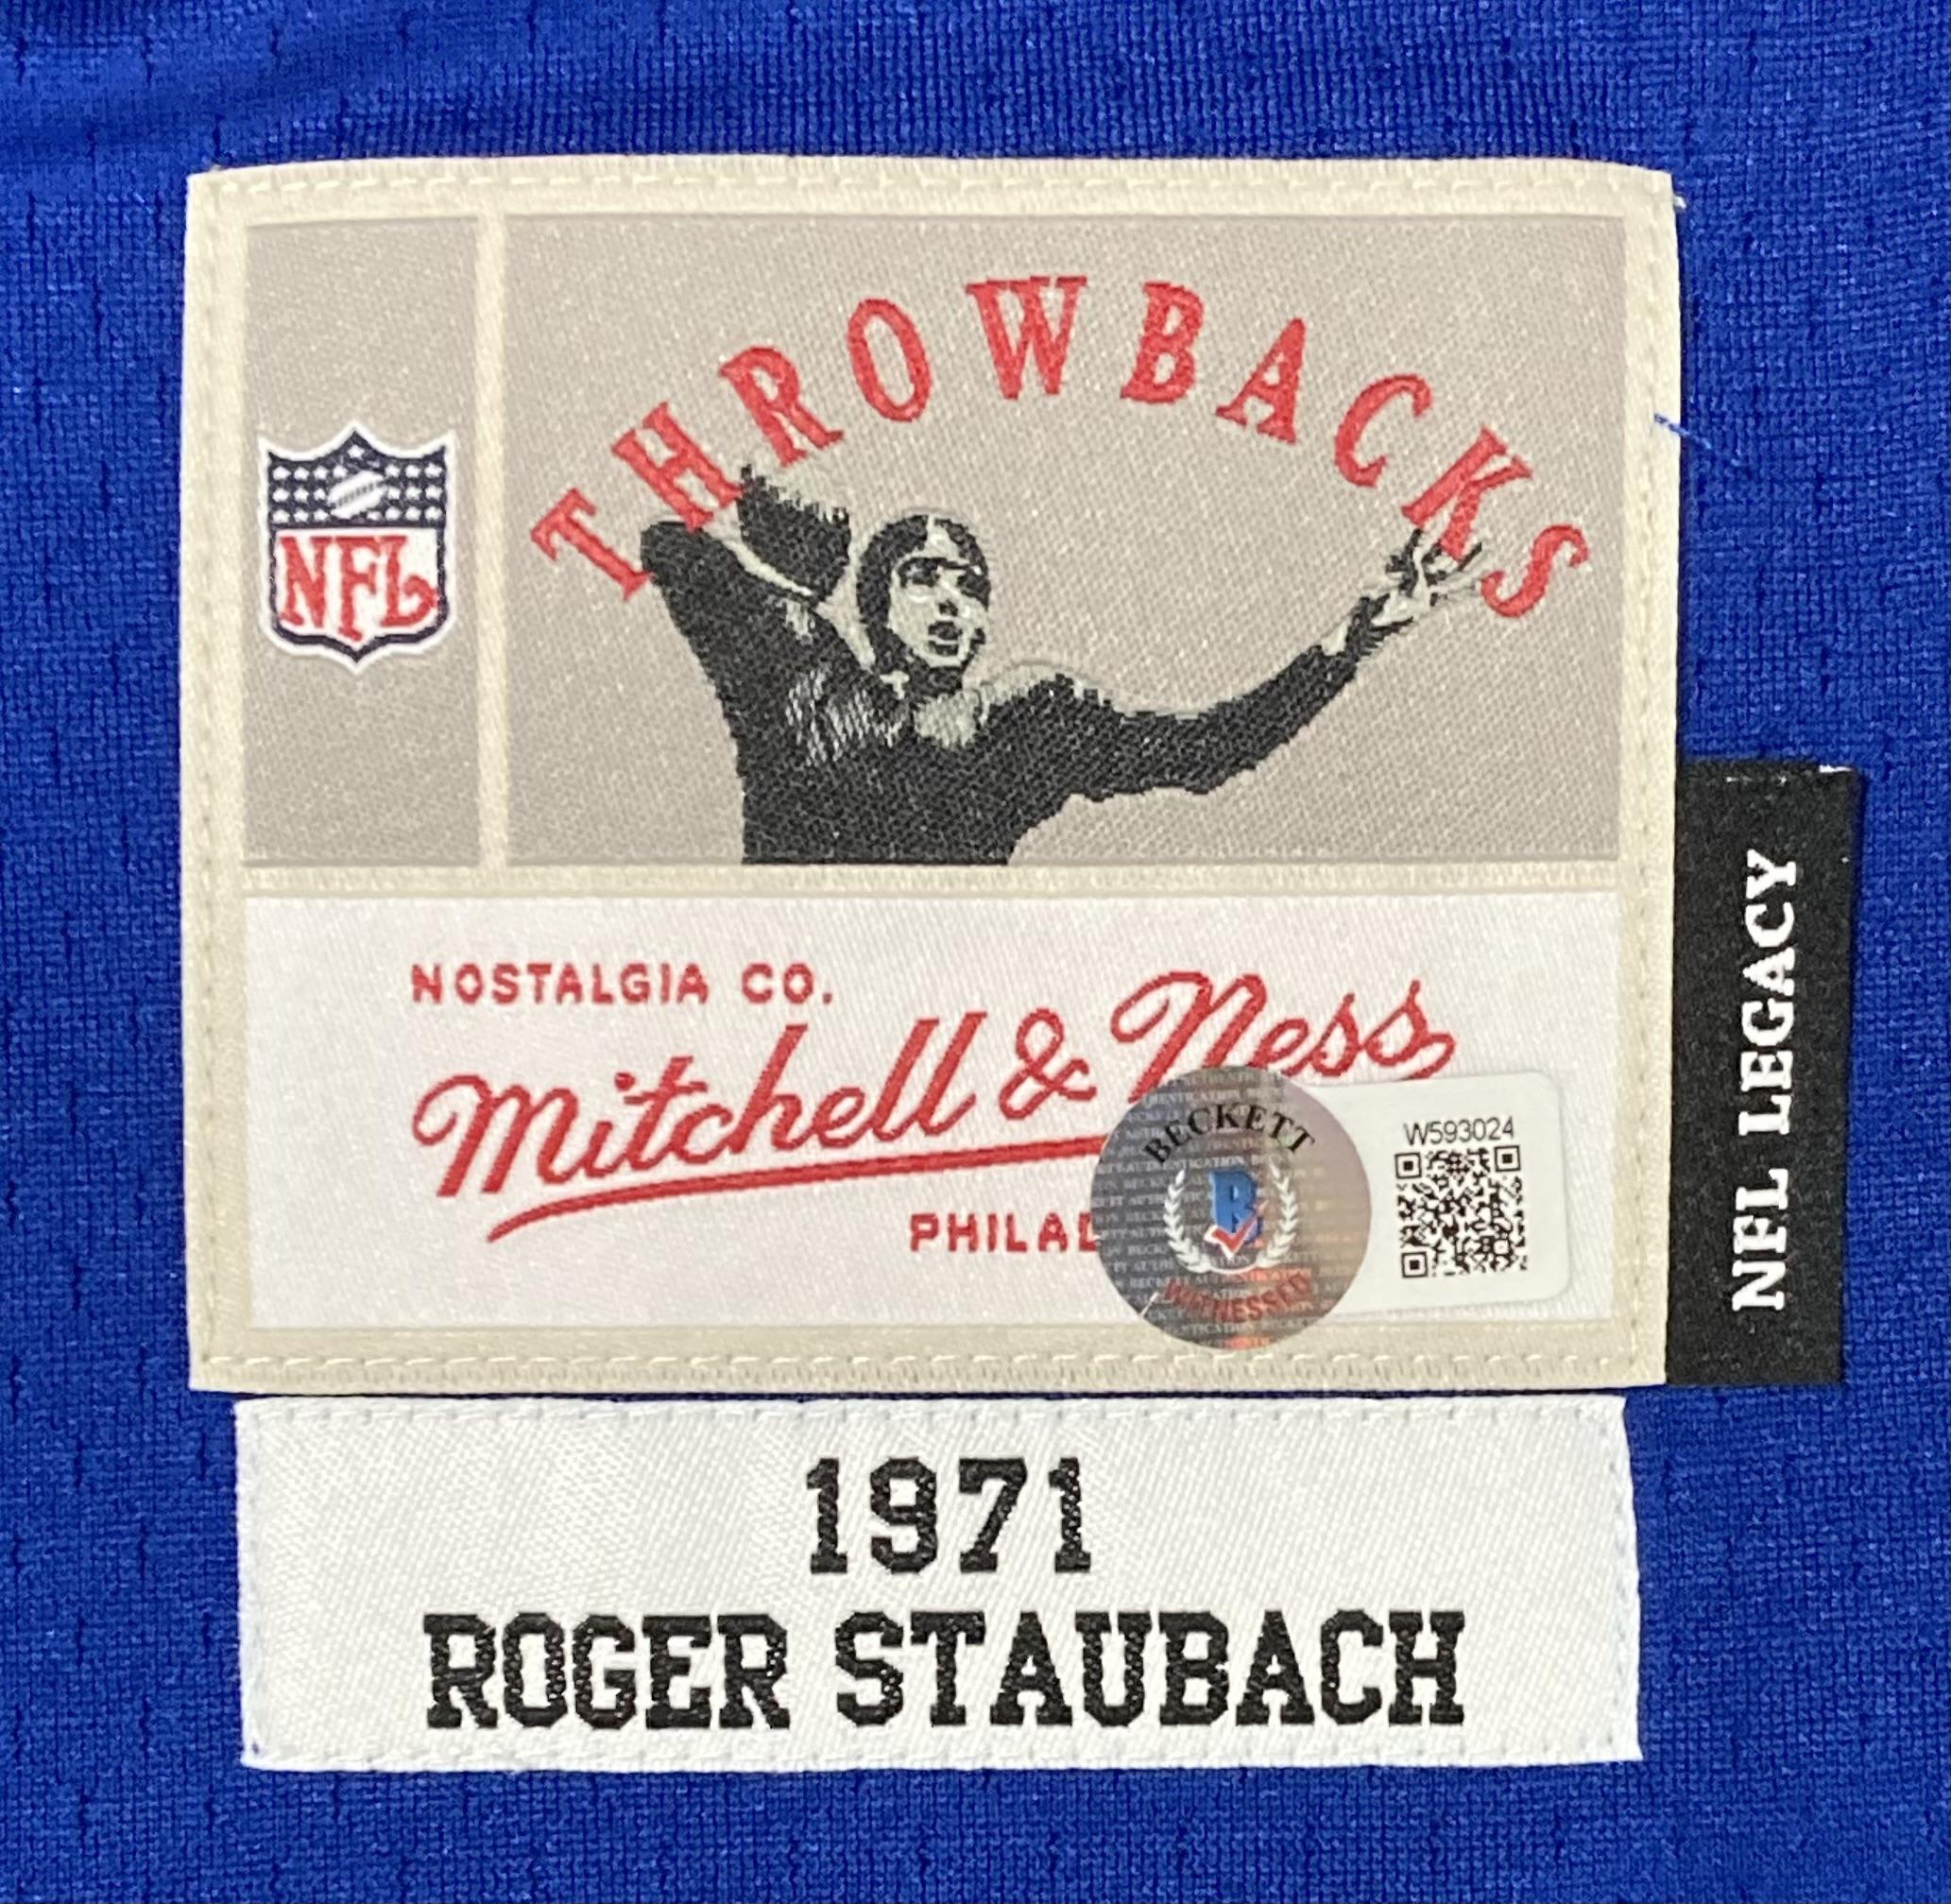 THROWBACKS
NFL
NOSTALGIA CO.
Mitchell & Ness
PHILAD
BECKETT
B
WITNESSED
W593024
NFL LEGACY
1971
ROGER STAUBACH